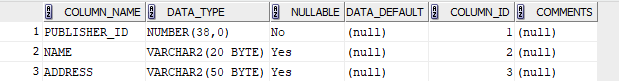 COLUMN_NAME DATA_TYPE NULLABLE DATA_DEFAULT COLUMN_ID COMMENTS
1 PUBLISHER_ID NUMBER(38,0) No (null) 1 (null)
2 NAME VARCHAR2(20 BYTE) Yes (null) 2 (null)
3 ADDRESS VARCHAR2(50 BYTE) Yes (null) 3 (null)